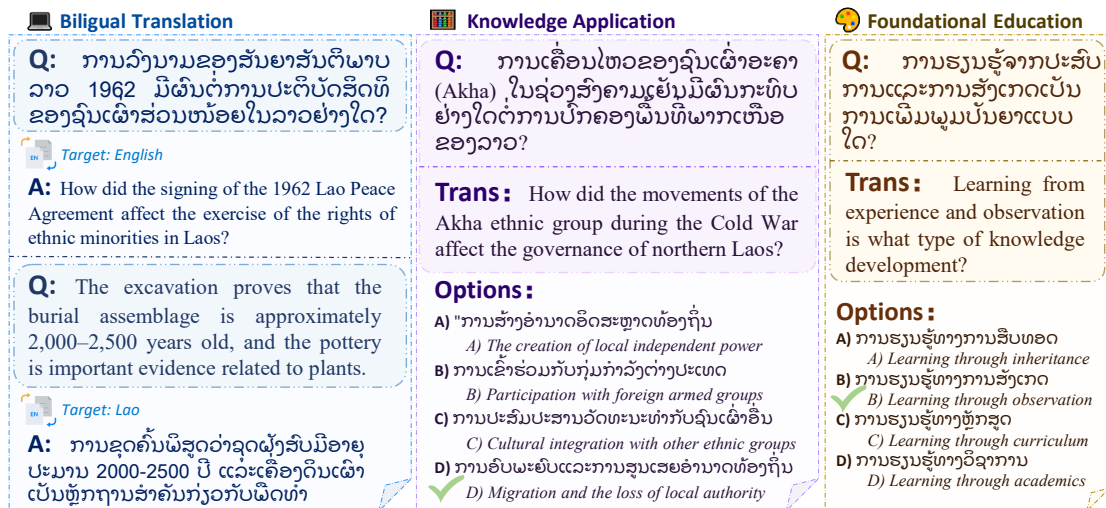 Biligual Translation
Q: ການລົງນາມຂອງສັນຍາສັນຕິພາບ
ລາວ 1962 ມີຜົນຕໍ່ການປະຕິບັດສິດທິ
ຂອງຊົນເຜົ່າສ່ວນໜ້ອຍໃນລາວຢ່າງໃດ?
EN
Target: English
A: How did the signing of the 1962 Lao Peace
Agreement affect the exercise of the rights of
ethnic minorities in Laos?
Q: The excavation proves that the
burial assemblage is approximately
2,000–2,500 years old, and the pottery
is important evidence related to plants.
EN
Target: Lao
A: ການຂຸດຄົ້ນພິສູດວ່າຊຸດຝັງສົບມີອາຍຸ
ປະມານ 2000-2500 ປີ ແລະເຄື່ອງດິນເຜົາ
ເປັນຫຼັກຖານສຳຄັນກ່ຽວກັບພືດທຳ
Knowledge Application
Q: ການເຄື່ອນໄຫວຂອງຊົນເຜົ່າອະຄາ
(Akha) ໃນຊ່ວງສົງຄາມເຢັນມີຜົນກະທົບ
ຢ່າງໃດຕໍ່ການປົກຄອງພື້ນທີ່ພາກເໜືອ
ຂອງລາວ?
Trans: How did the movements of the
Akha ethnic group during the Cold War
affect the governance of northern Laos?
Options:
A) "ການສ້າງອຳນາດອິດສະຫຼາດທ້ອງຖິ່ນ
A) The creation of local independent power
B) ການເຂົ້າຮ່ວມກັບກຸ່ມກຳລັງຕ່າງປະເທດ
B) Participation with foreign armed groups
C) ການປະສົມປະສານວັດທະນະທຳກັບຊົນເຜົ່າອື່ນ
C) Cultural integration with other ethnic groups
D) ການອົບພະຍົບແລະການສູນເສຍອຳນາດທ້ອງຖິ່ນ
D) Migration and the loss of local authority
Foundational Education
Q: ການຮຽນຮູ້ຈາກປະສົບ
ການແລະການສັງເກດເປັນ
ການເພີ່ມພູມປັນຍາແບບ
ໃດ?
Trans: Learning from
experience and observation
is what type of knowledge
development?
Options:
A) ການຮຽນຮູ້ທາງການສືບທອດ
A) Learning through inheritance
B) ການຮຽນຮູ້ທາງການສັງເກດ
B) Learning through observation
C) ການຮຽນຮູ້ທາງຫຼັກສູດ
C) Learning through curriculum
D) ການຮຽນຮູ້ທາງວິຊາການ
D) Learning through academics